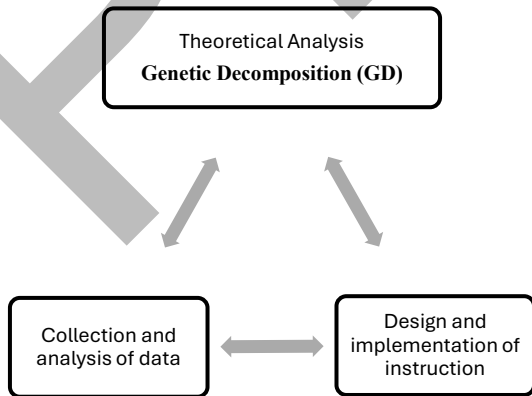 Theoretical Analysis
Genetic Decomposition (GD)
Collection and
analysis of data
Design and
implementation of
instruction